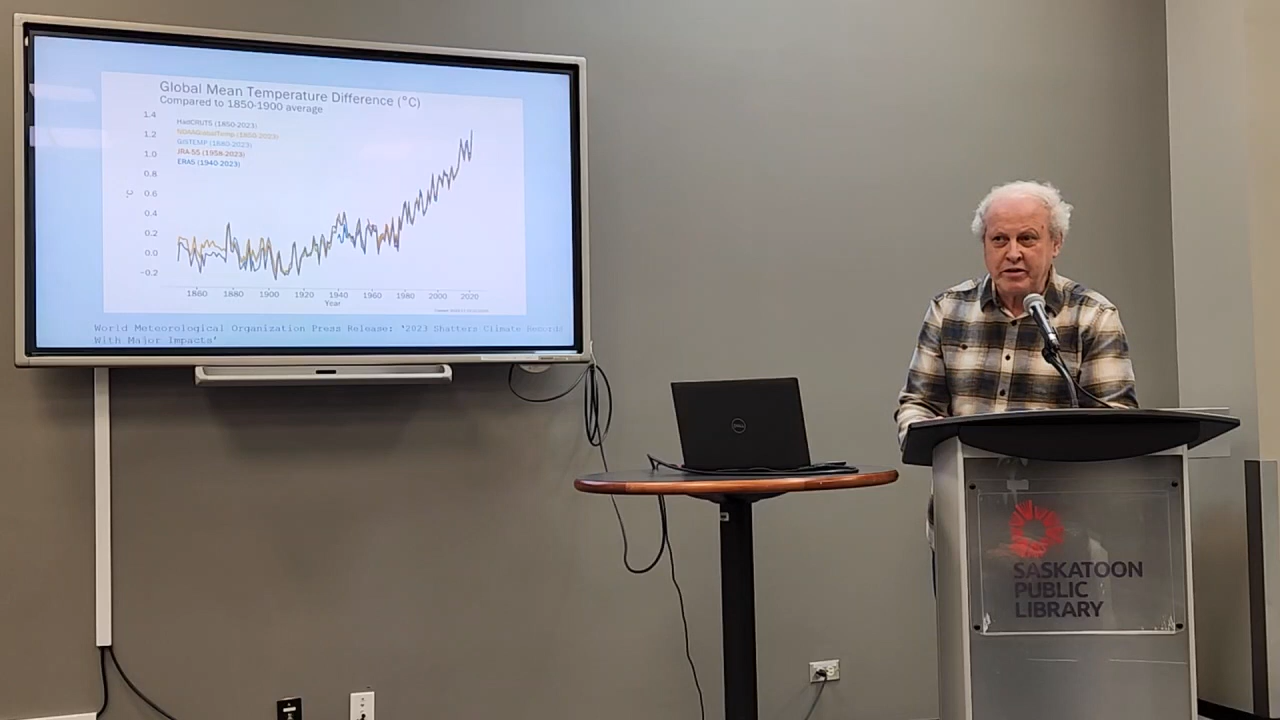 Global Mean Temperature Difference (°C)
Compared to 1850-1900 average
1.4
1.2
1.0
0.8
0.6
0.4
0.2
0.0
-0.2
°C
HadCRUT5 (1850-2023)
NOAAGlobalTemp (1850-2023)
GISTEMP (1880-2023)
JRA-55 (1958-2023)
ERA5 (1940-2023)
1860 1880 1900 1920 1940 1960 1980 2000 2020
Year
World Meteorological Organization Press Release: '2023 Shatters Climate Records
With Major Impacts'
DELL
SASKATOON
PUBLIC
LIBRARY